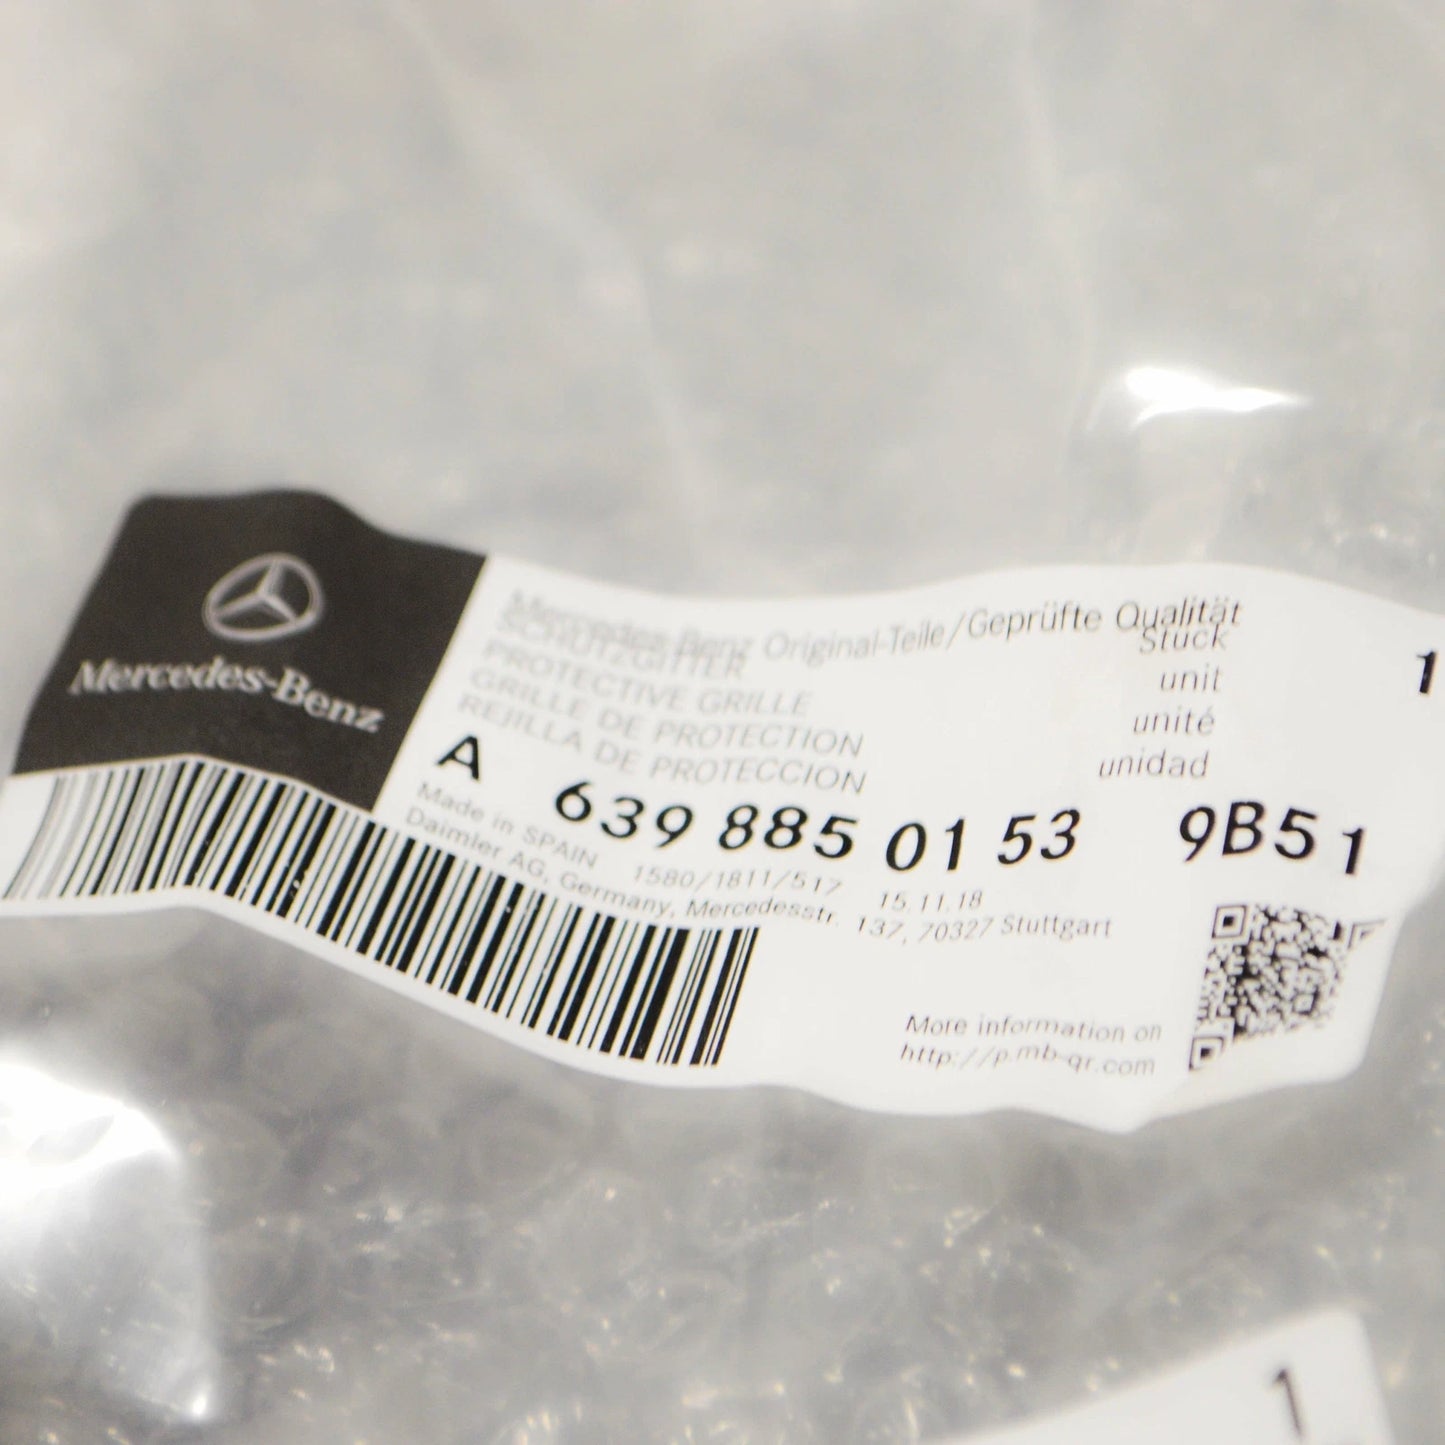 Mercedes-Benz
Mercedes-Benz Original-Teile/Geprüfte Qualität
SCHUTZGITTER Stück 1
PROTECTIVE GRILLE unit
GRILLE DE PROTECTION unité
REJILLA DE PROTECCION unidad
A 639 885 01 53 9B51
Made in SPAIN 1580/1811/517 15.11.18
Daimler AG, Germany, Mercedesstr. 137, 70327 Stuttgart
More information on
http://p.mb-qr.com
1